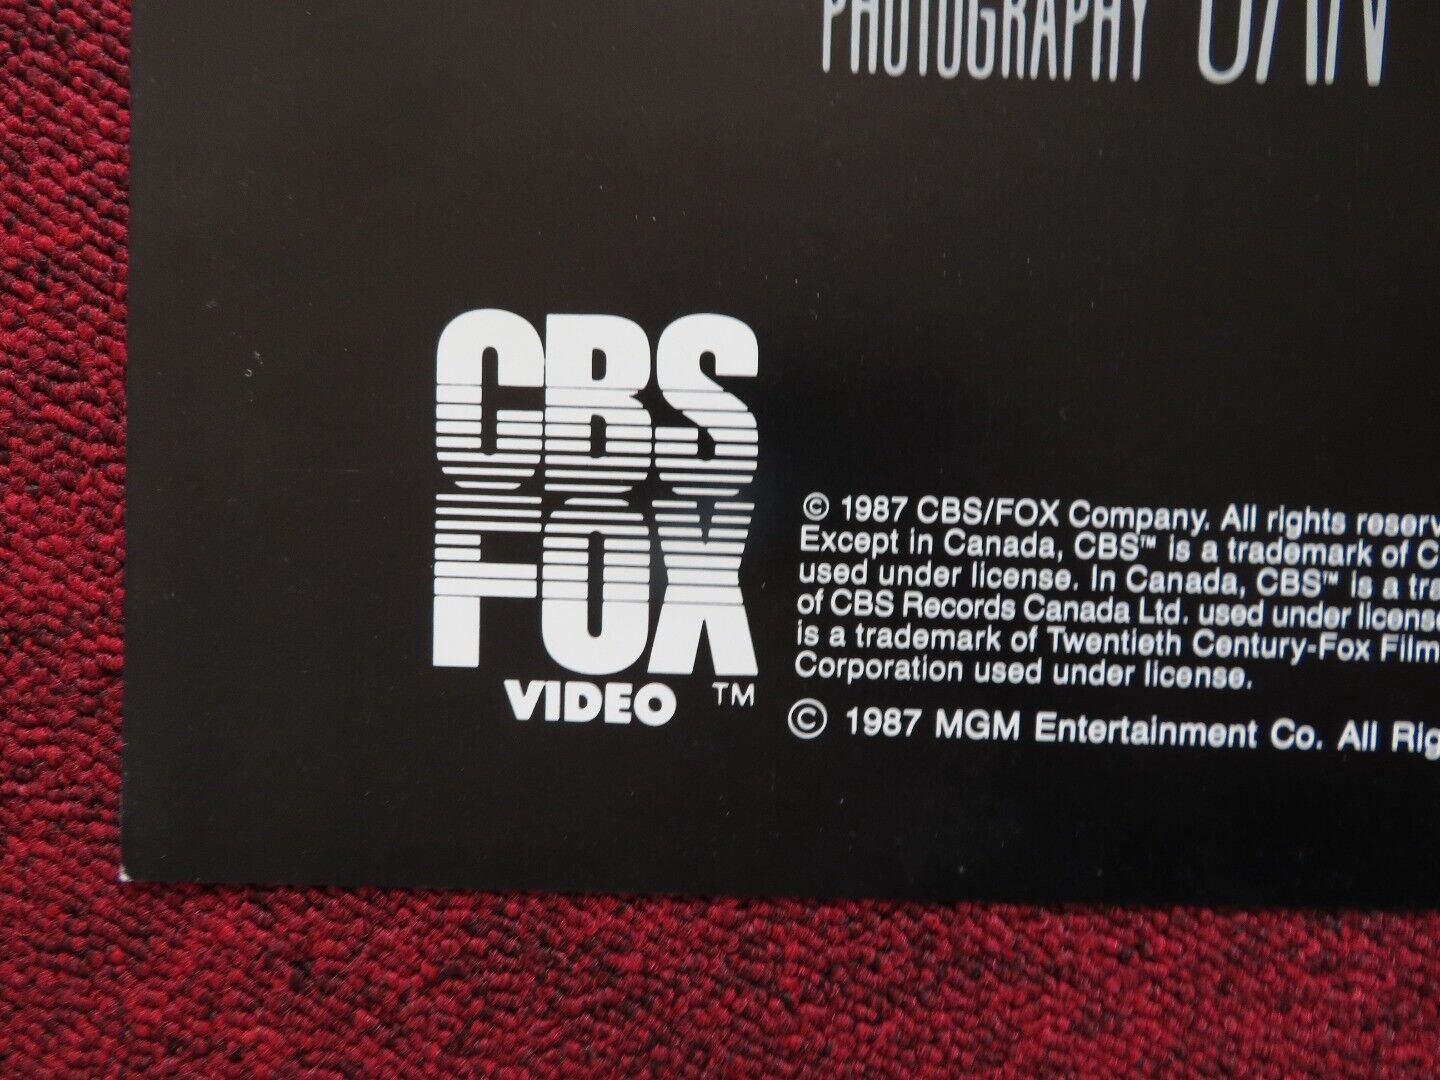 PHOTOGRAPHY
CBS
FOX
VIDEO ™
© 1987 CBS/FOX Company. All rights
Except in Canada, CBS™ is a trademark of
used under license. In Canada, CBS™ is a
of CBS Records Canada Ltd. used under
is a trademark of Twentieth Century-Fox Film
Corporation used under license.
© 1987 MGM Entertainment Co. All